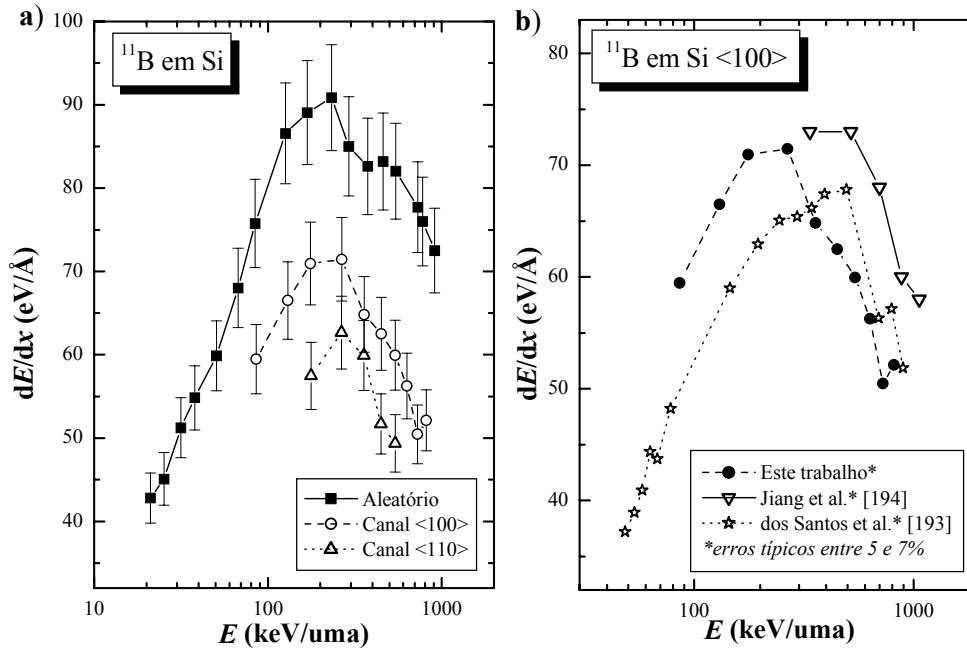 a)
¹¹B em Si
100
90
80
70
60
50
40
dE/dx (eV/Å)
Aleatório
Canal <100>
Canal <110>
10
100
1000
E (keV/uma)
b)
¹¹B em Si <100>
80
70
60
50
40
dE/dx (eV/Å)
Este trabalho*
Jiang et al.* [194]
dos Santos et al.* [193]
*erros típicos entre 5 e 7%
100
1000
E (keV/uma)